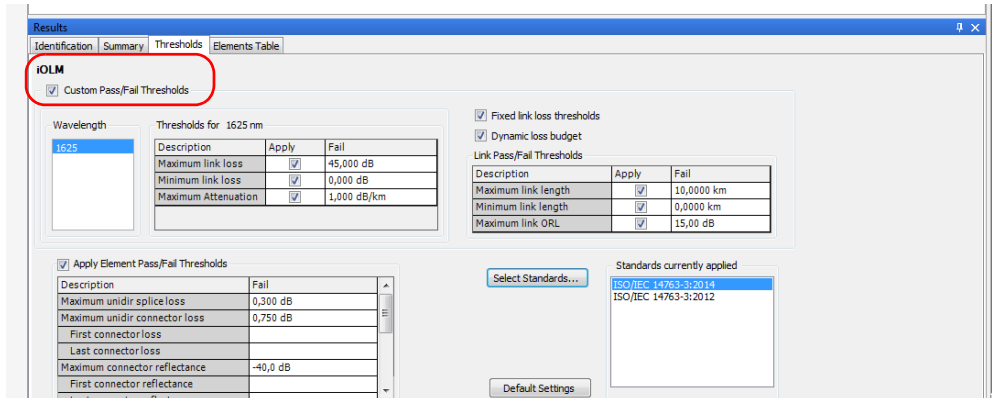 Results
Identification Summary Thresholds Elements Table
iOLM
Custom Pass/Fail Thresholds
Wavelength
1625
Thresholds for 1625 nm
Description Apply Fail
Maximum link loss 45,000 dB
Minimum link loss 0,000 dB
Maximum Attenuation 1,000 dB/km
Fixed link loss thresholds
Dynamic loss budget
Link Pass/Fail Thresholds
Description Apply Fail
Maximum link length 10,0000 km
Minimum link length 0,0000 km
Maximum link ORL 15,00 dB
Apply Element Pass/Fail Thresholds
Description Fail
Maximum unidir splice loss 0,300 dB
Maximum unidir connector loss 0,750 dB
First connector loss
Last connector loss
Maximum connector reflectance -40,0 dB
First connector reflectance
Select Standards...
Default Settings
Standards currently applied
ISO/IEC 14763-3:2014
ISO/IEC 14763-3:2012